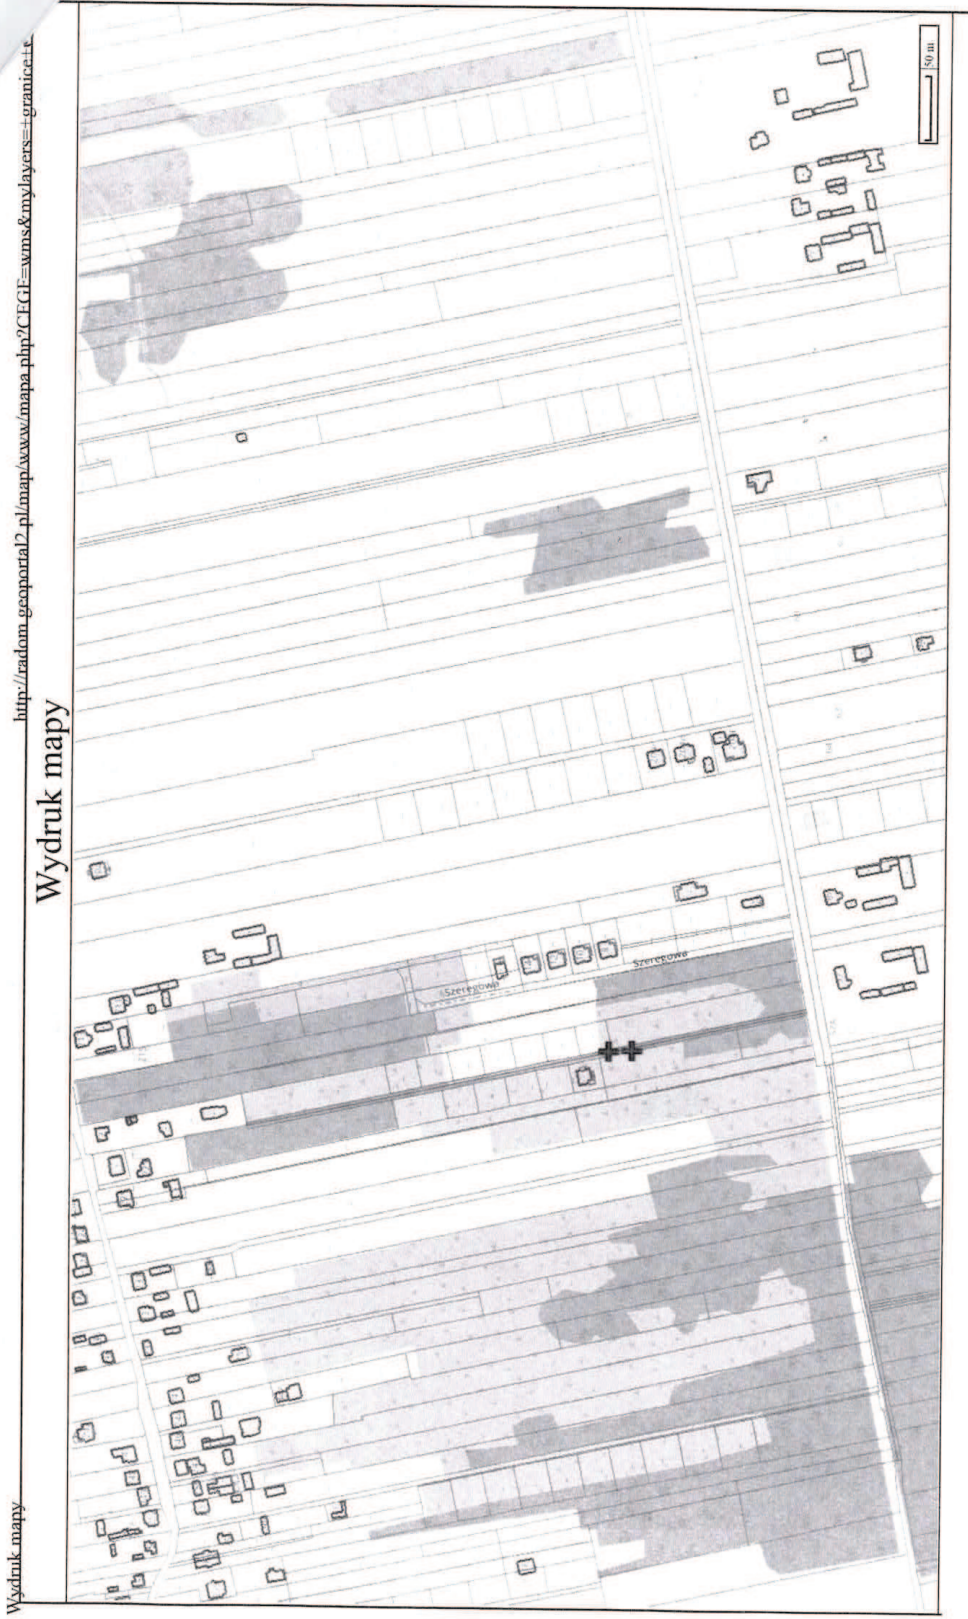 Wydruk mapy
http://radom.geoportal2.pl/map/www/mapa.php?CFGF=wms&mylayers=+granice+
Wydruk mapy
Szeregowa
Szeregowa
50 m